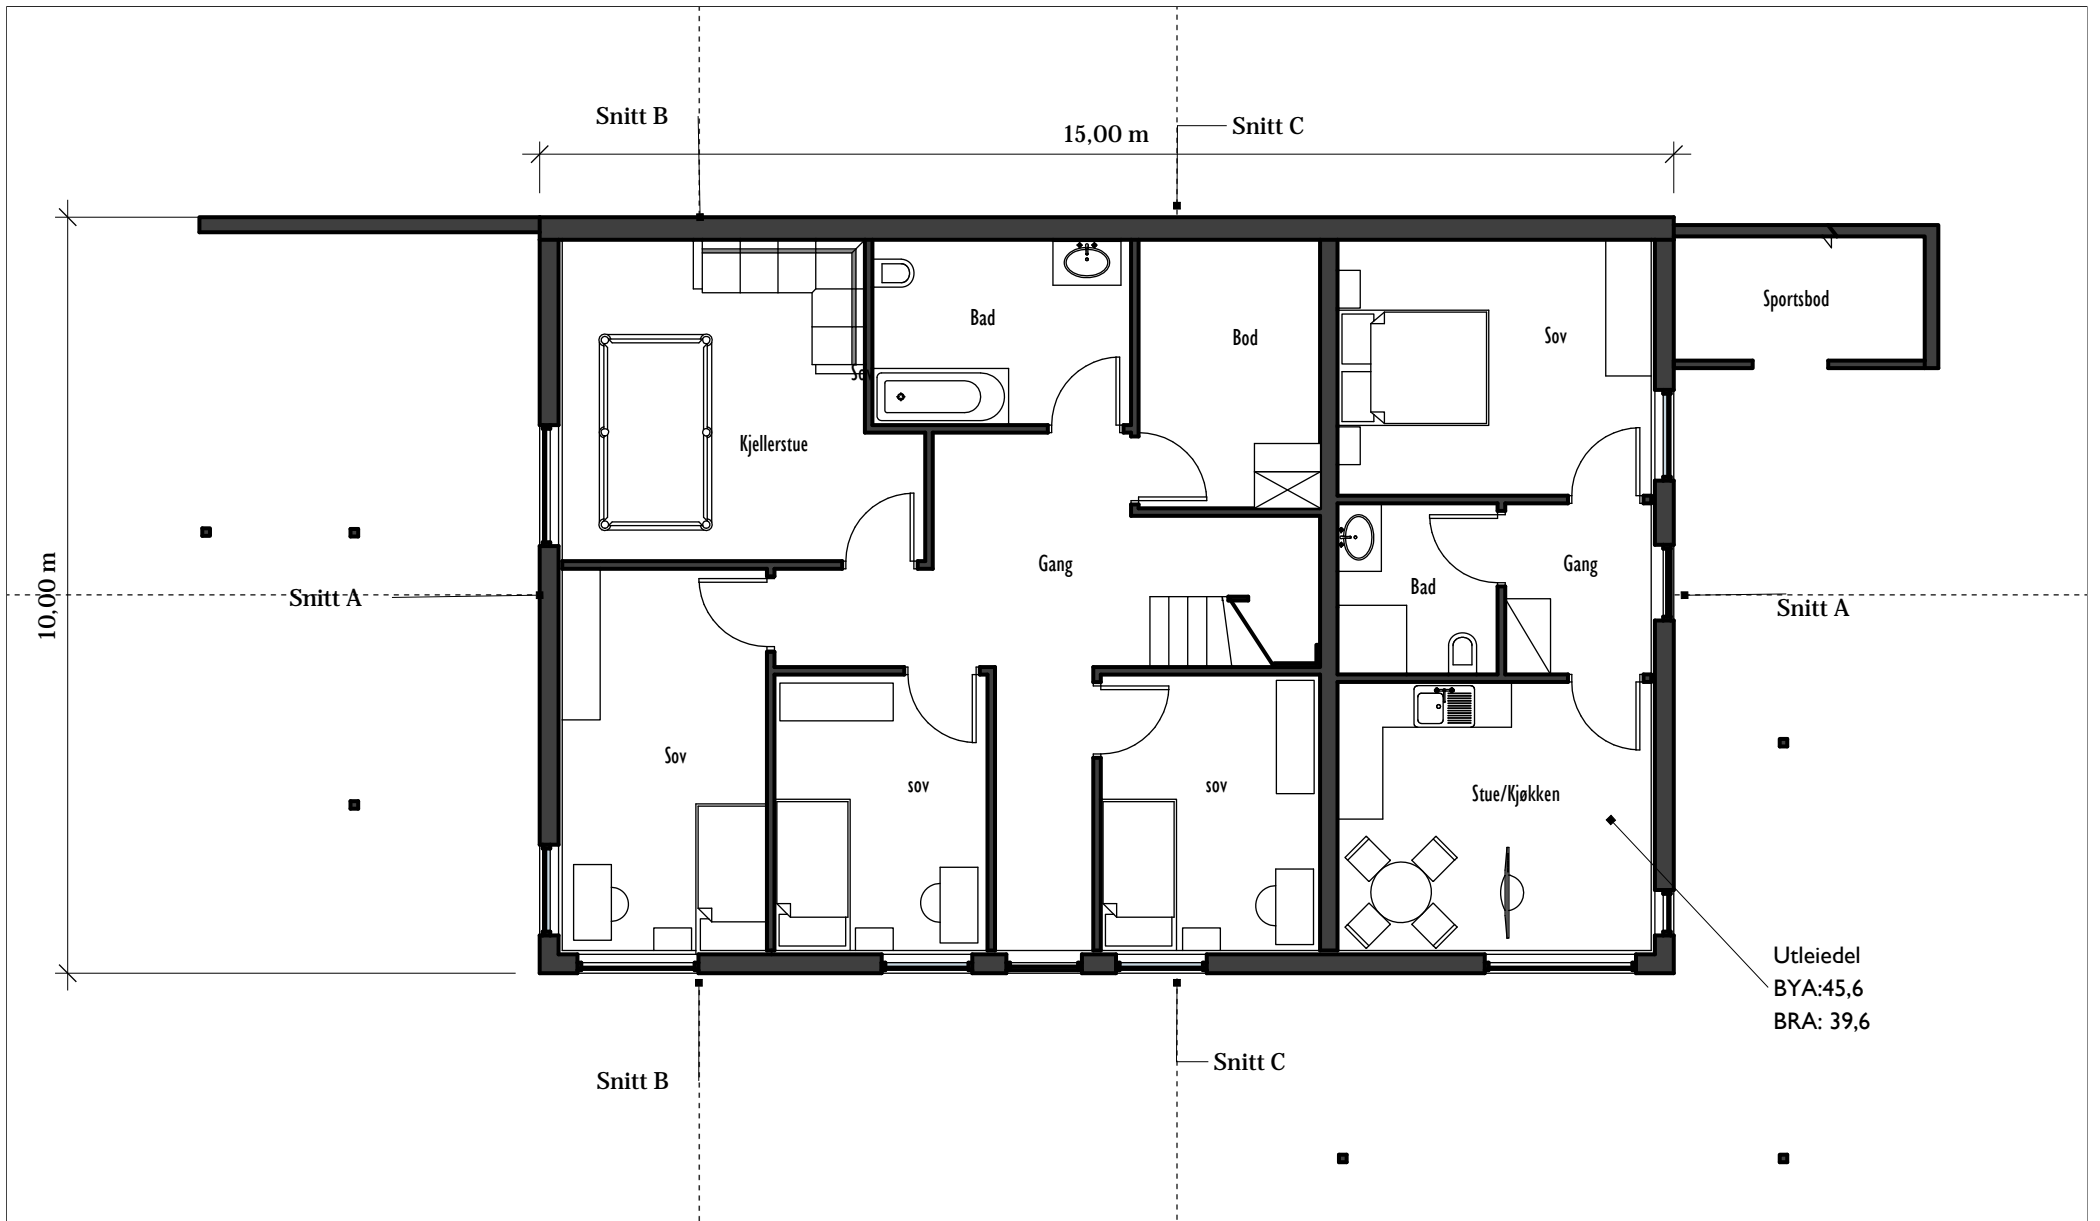 Snitt B
15,00 m
Snitt C
Sportsbod
Bad
Bod
Sov
Sov
Kjellerstue
10,00 m
Snitt A
Gang
Bad
Gang
Snitt A
Sov
sov
sov
Stue/Kjøkken
Utleiedel
BYA:45,6
BRA: 39,6
Snitt B
Snitt C